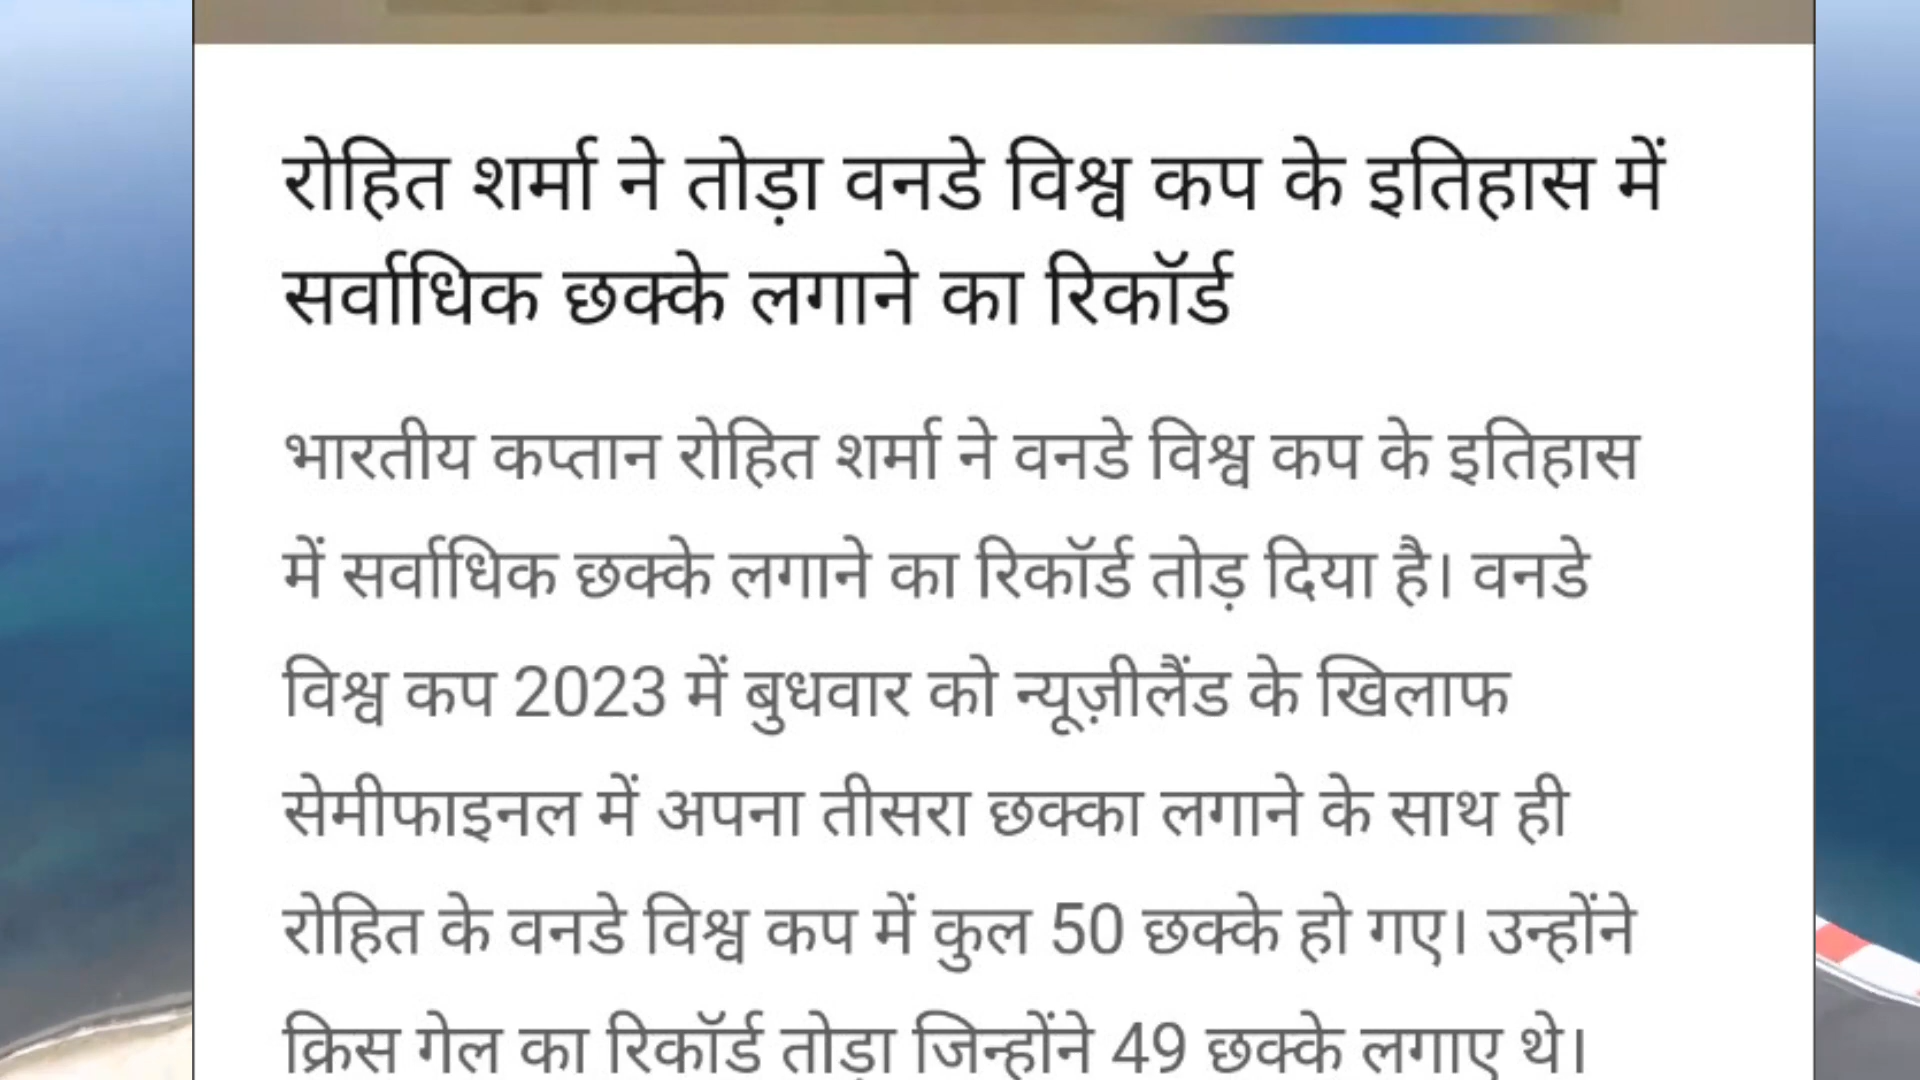 रोहित शर्मा ने तोड़ा वनडे विश्व कप के इतिहास में
सर्वाधिक छक्के लगाने का रिकॉर्ड
भारतीय कप्तान रोहित शर्मा ने वनडे विश्व कप के इतिहास
में सर्वाधिक छक्के लगाने का रिकॉर्ड तोड़ दिया है। वनडे
विश्व कप 2023 में बुधवार को न्यूज़ीलैंड के खिलाफ
सेमीफाइनल में अपना तीसरा छक्का लगाने के साथ ही
रोहित के वनडे विश्व कप में कुल 50 छक्के हो गए। उन्होंने
क्रिस गेल का रिकॉर्ड तोड़ा जिन्होंने 49 छक्के लगाए थे।